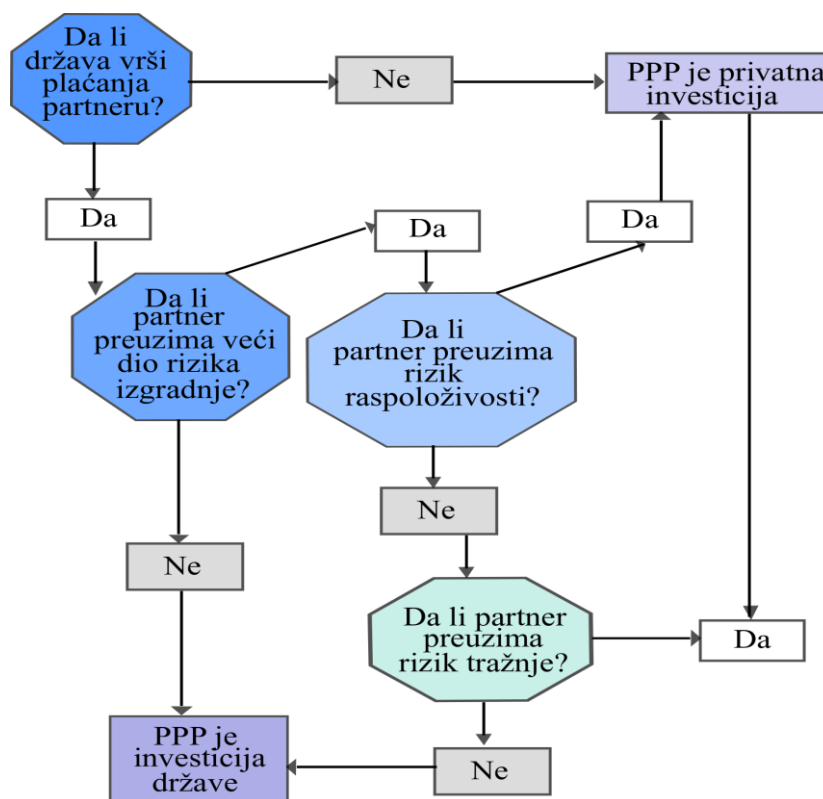 Da li
država vrši
plaćanja
partneru?
Ne
PPP je privatna
investicija
Da
Da
Da
Da li
partner
preuzima veći
dio rizika
izgradnje?
Da li
partner preuzima
rizik
raspoloživosti?
Ne
Ne
Da li partner
preuzima
rizik tražnje?
Da
PPP je
investicija
države
Ne